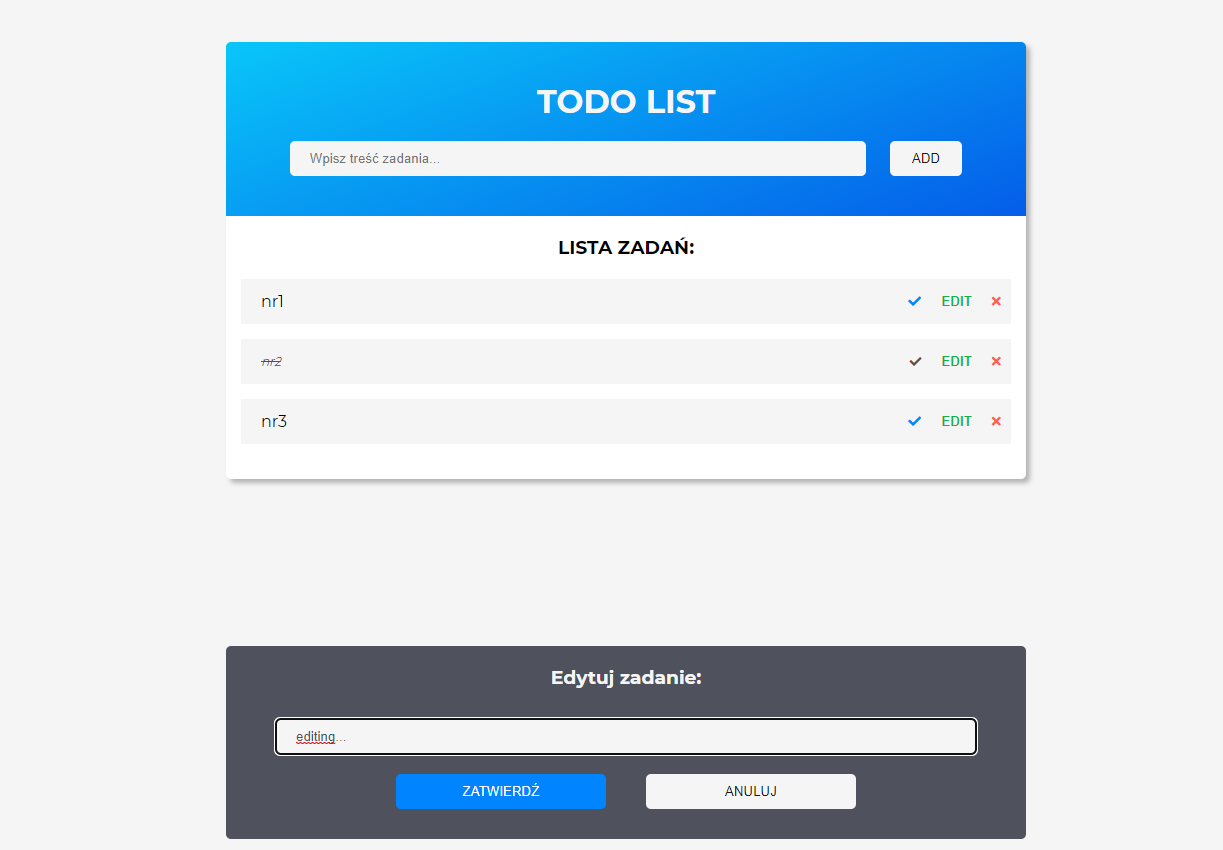 TODO LIST
Wpisz treść zadania... ADD
LISTA ZADAŃ:
nr1 EDIT
nr2 EDIT
nr3 EDIT
Edytuj zadanie:
editing...
ZATWIERDŹ ANULUJ